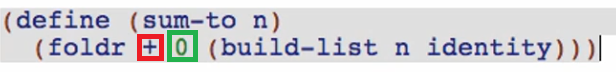 (define (sum-to n)
(foldr + 0 (build-list n identity)))